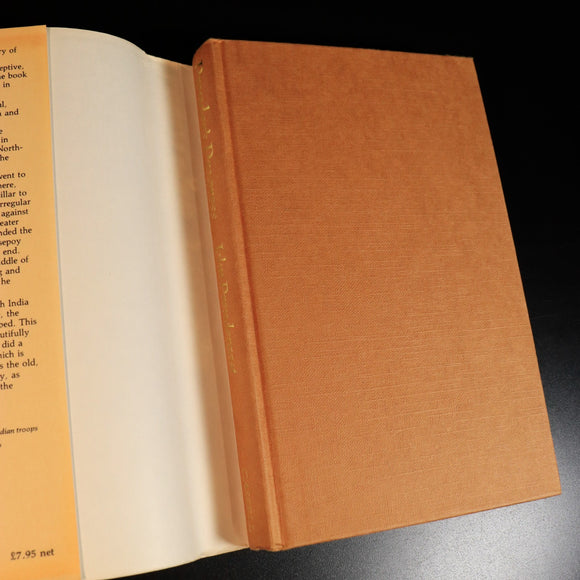 ry of
eptive,
e book
in
al,
n and
e
in
North-
he
vent to
here,
illar to
rregular
against
eater
nded the
sepoy
end.
ddle of
g and
he
h India
, the
ped. This
utifully
did a
hich is
s the old,
y, as
the
dian troops
s
£7.95 net